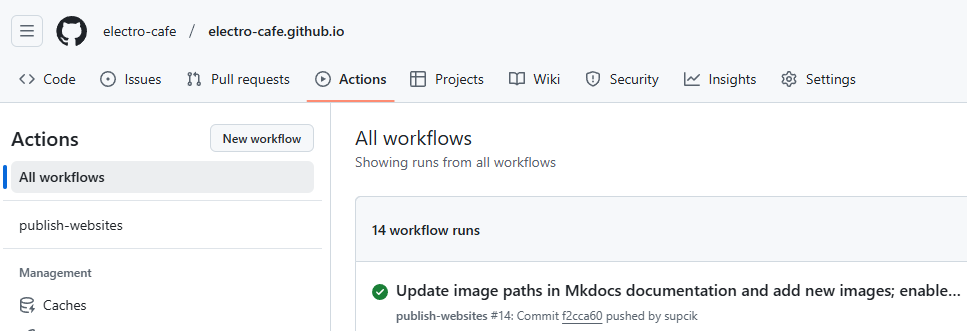 electro-cafe / electro-cafe.github.io
Code Issues Pull requests Actions Projects Wiki Security Insights Settings
Actions New workflow
All workflows
publish-websites
Management
Caches
All workflows
Showing runs from all workflows
14 workflow runs
Update image paths in Mkdocs documentation and add new images; enable...
publish-websites #14: Commit f2cca60 pushed by supcik